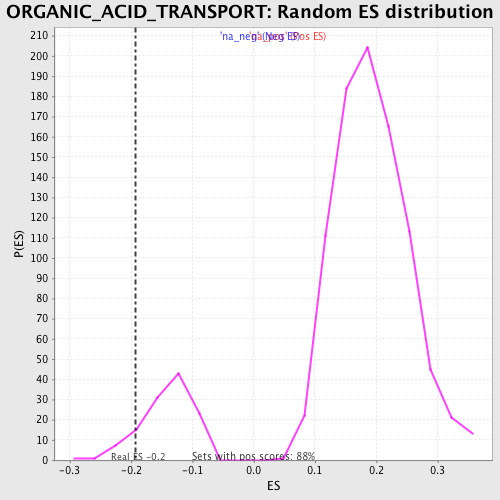 ORGANIC_ACID_TRANSPORT: Random ES distribution
'na_neg' (Neg ES)
'na_pos' (Pos ES)
210
200
190
180
170
160
150
140
130
120
110
100
90
80
70
60
50
40
30
20
10
0
P(ES)
Real ES -0.2
Sets with pos scores: 88%
-0.3 -0.2 -0.1 0.0 0.1 0.2 0.3
ES